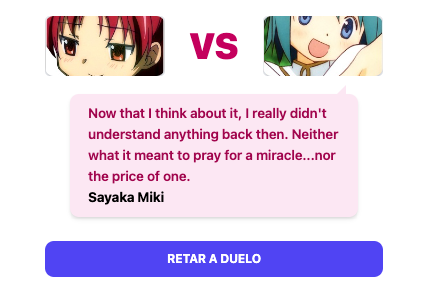 VS
Now that I think about it, I really didn't
understand anything back then. Neither
what it meant to pray for a miracle...nor
the price of one.
Sayaka Miki
RETAR A DUELO